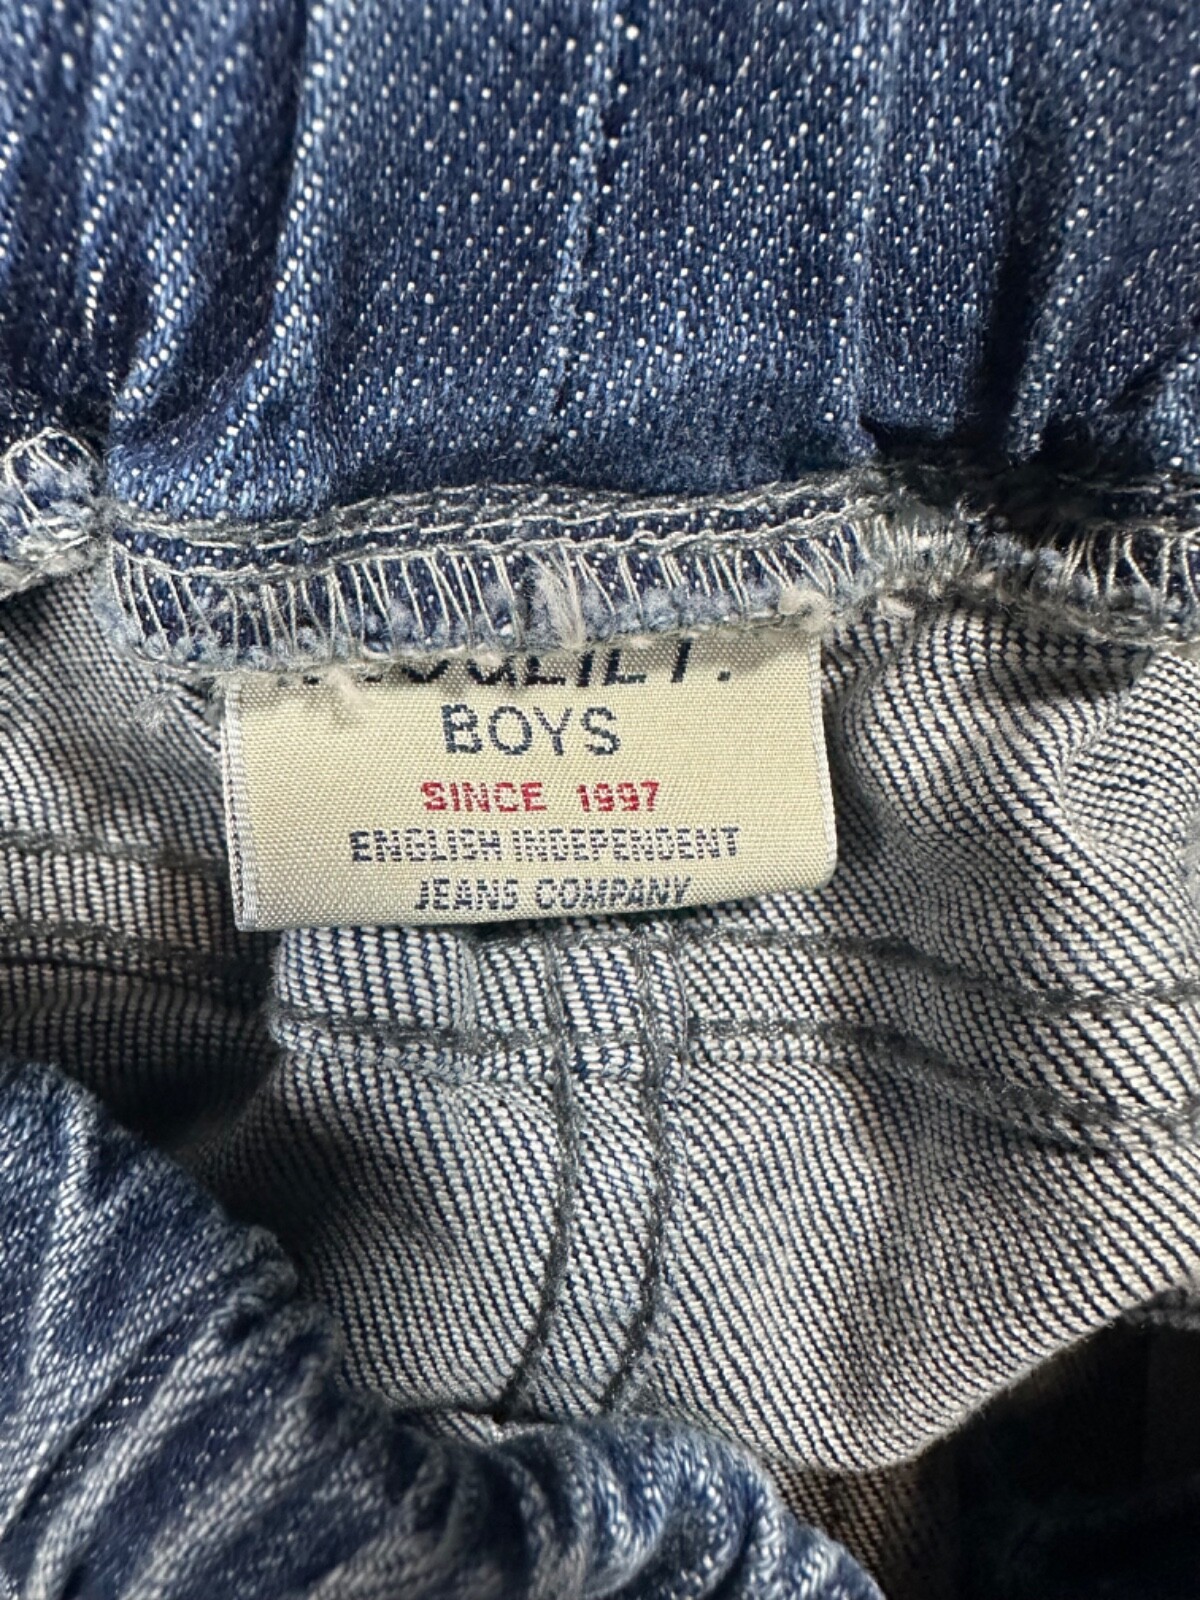 BOYS
SINCE 1997
ENGLISH INDEPENDENT
JEANS COMPANY